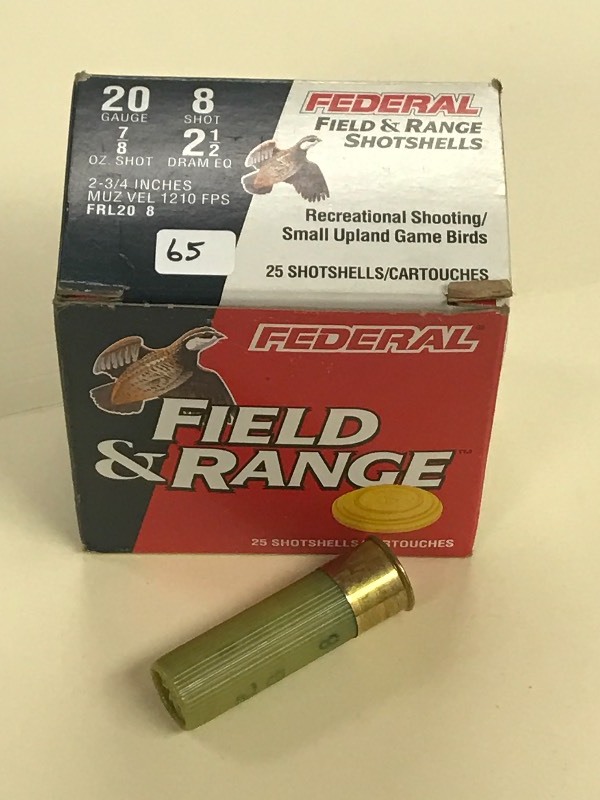 20 8
GAUGE SHOT
7/8 2 1/2
OZ. SHOT DRAM EQ
2-3/4 INCHES
MUZ VEL 1210 FPS
FRL20 8
65
FEDERAL
FIELD & RANGE
SHOTSHELLS
Recreational Shooting/
Small Upland Game Birds
25 SHOTSHELLS/CARTOUCHES
FEDERAL
FIELD
& RANGE™
25 SHOTSHELLS
8